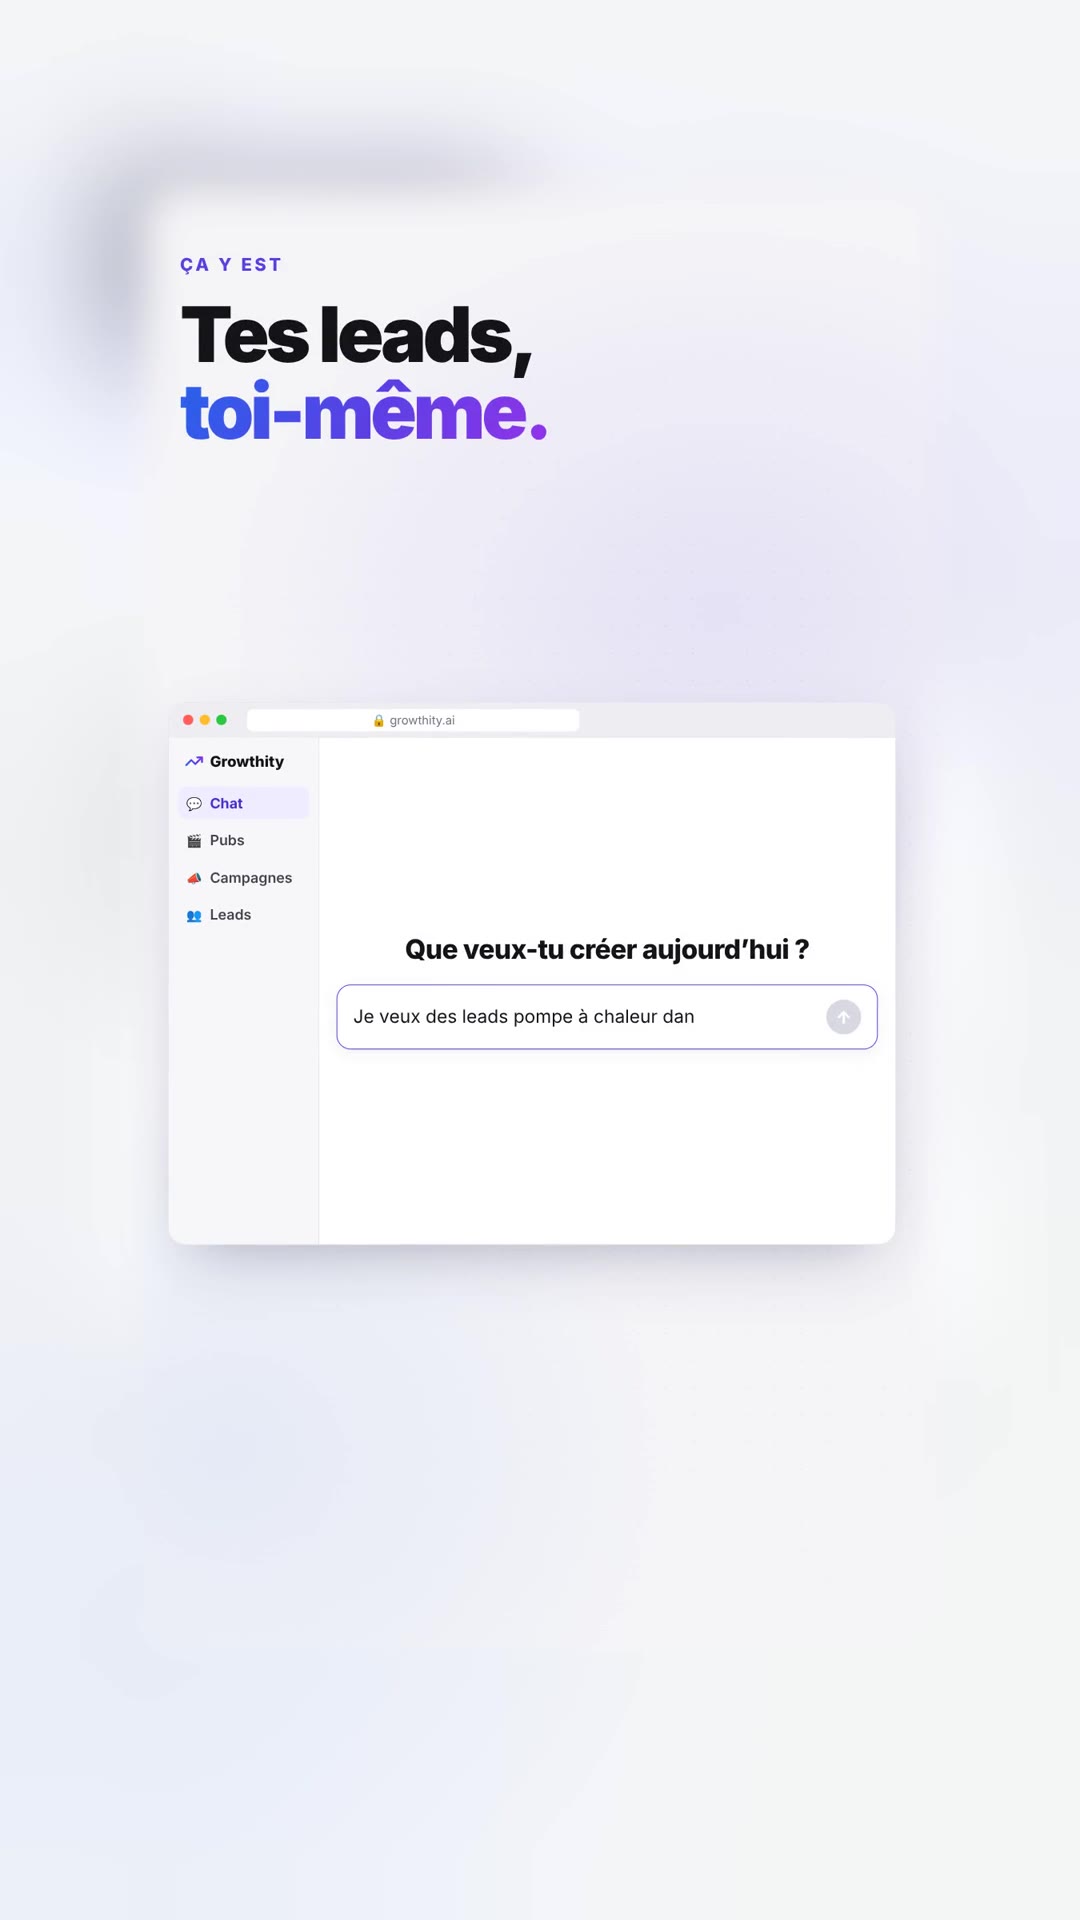 ÇA Y EST
Tes leads,
toi-même.
growthity.ai
Growthity
Chat
Pubs
Campagnes
Leads
Que veux-tu créer aujourd’hui ?
Je veux des leads pompe à chaleur dan